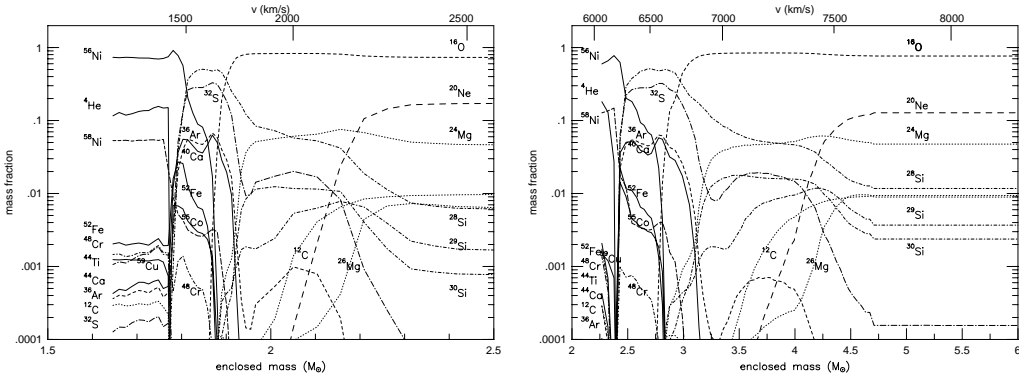 v (km/s)
1500 2000 2500
1
.1
.01
.001
.0001
mass fraction
⁵⁶Ni
⁴He
⁵⁸Ni
⁵²Fe
⁴⁸Cr
⁴⁴Ti
⁴⁴Ca
³⁶Ar
¹²C
³²S
⁵⁹Cu
³²S
³⁶Ar
⁴⁰Ca
⁵²Fe
⁵⁵Co
⁴⁸Cr
¹²C
²⁶Mg
¹⁶O
²⁰Ne
²⁴Mg
²⁸Si
²⁹Si
³⁰Si
1.5 2 2.5
enclosed mass (M⊙)
v (km/s)
6000 6500 7000 7500 8000
1
.1
.01
.001
.0001
mass fraction
⁵⁶Ni
⁴He
⁵⁸Ni
⁵²Fe
⁴⁸Cr
⁴⁴Ti
⁴⁴Ca
¹²C
³⁶Ar
³²S
³⁶Ar
⁴⁰Ca
⁵²Fe
⁵⁵Co
⁴⁸Cr
¹²C
²⁶Mg
¹⁶O
²⁰Ne
²⁴Mg
²⁸Si
²⁹Si
³⁰Si
2 2.5 3 3.5 4 4.5 5 5.5 6
enclosed mass (M⊙)